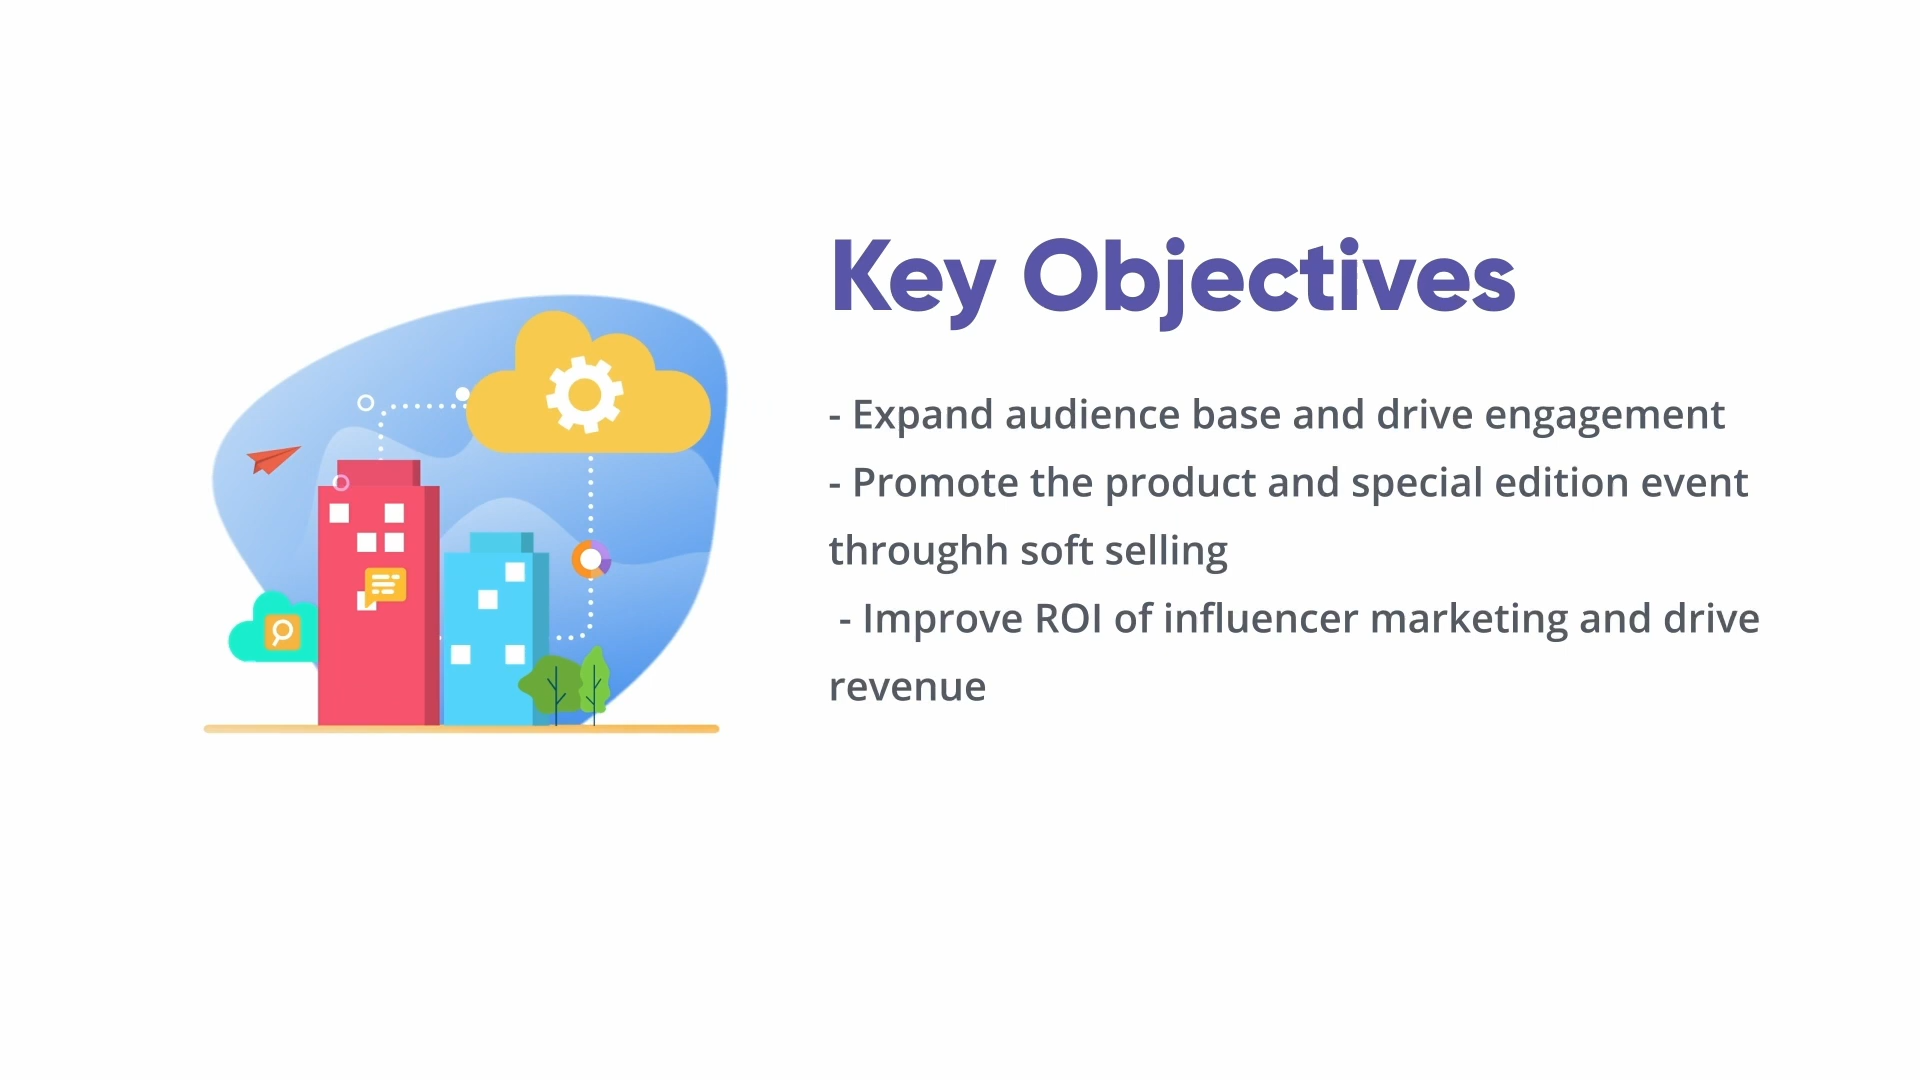 Key Objectives
- Expand audience base and drive engagement
- Promote the product and special edition event
throughh soft selling
- Improve ROI of influencer marketing and drive
revenue